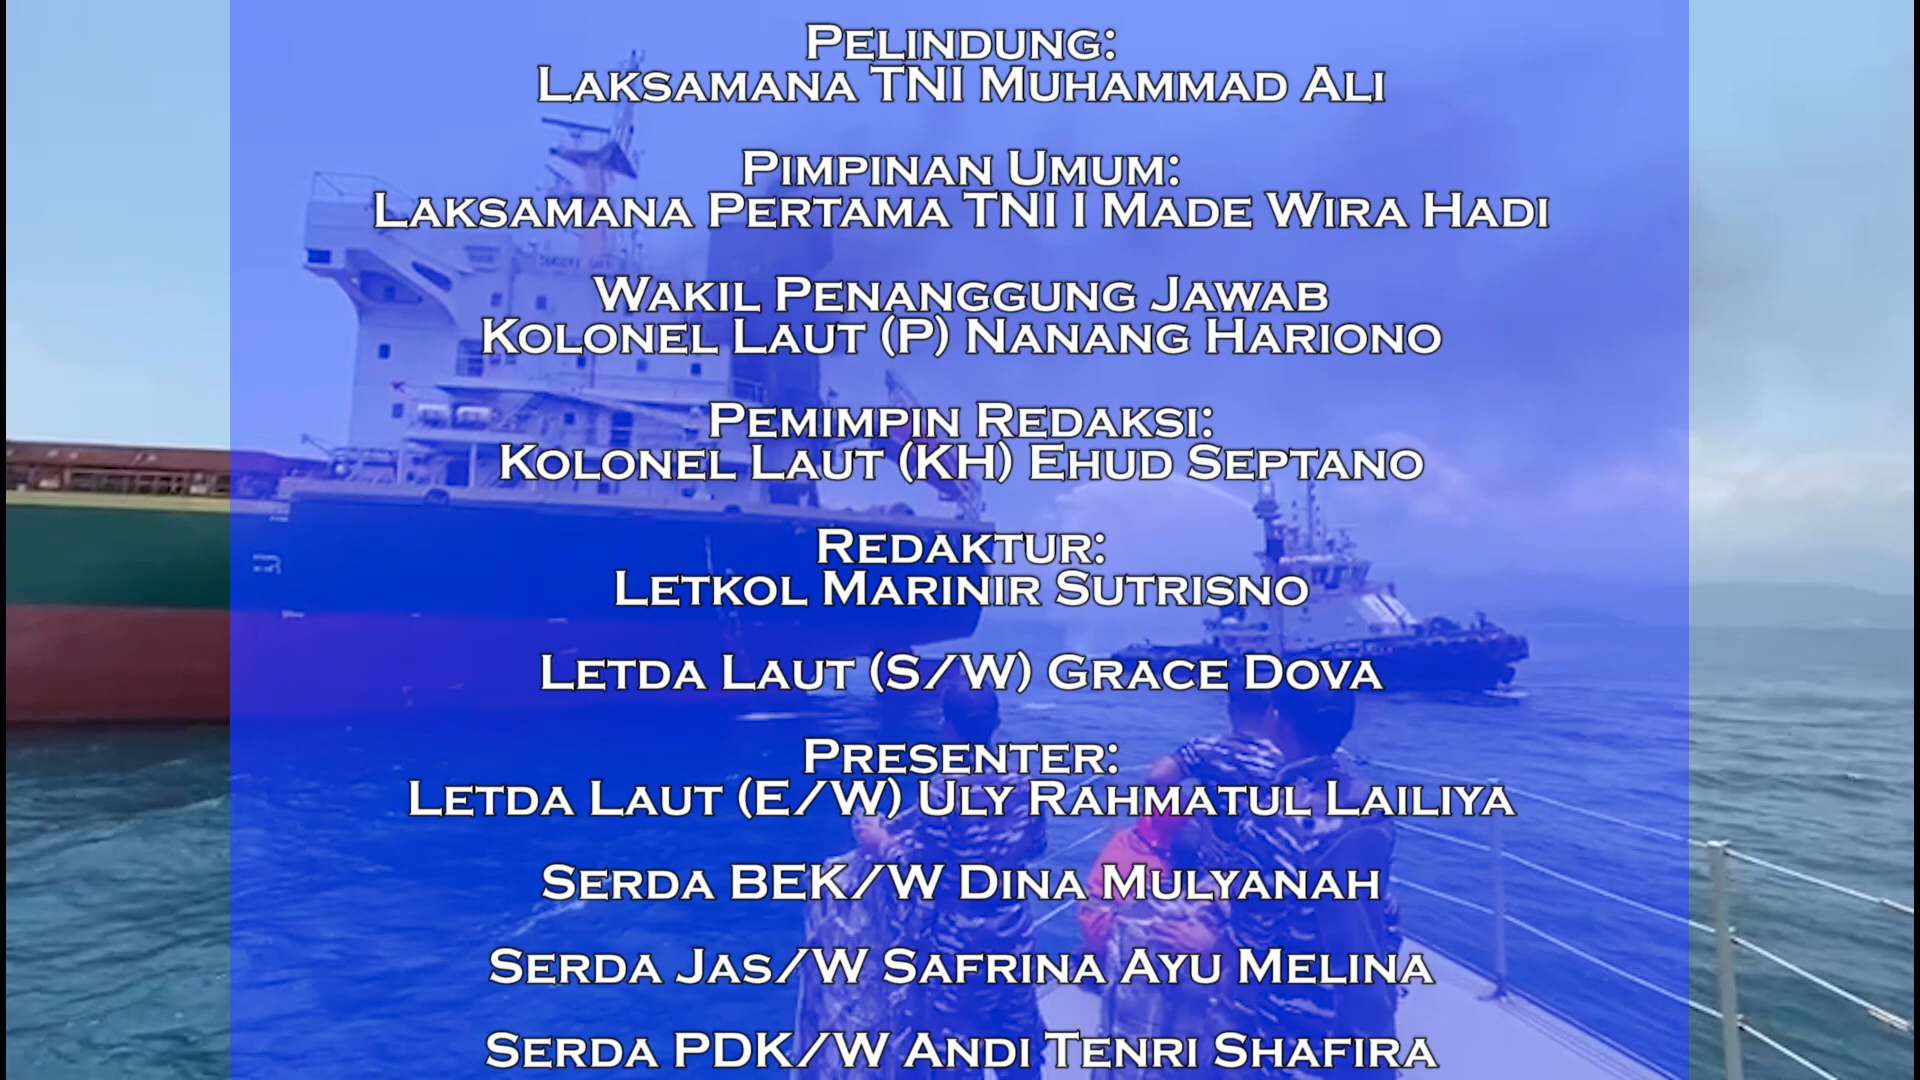 PELINDUNG:
LAKSAMANA TNI MUHAMMAD ALI
PIMPINAN UMUM:
LAKSAMANA PERTAMA TNI I MADE WIRA HADI
WAKIL PENANGGUNG JAWAB
KOLONEL LAUT (P) NANANG HARIONO
PEMIMPIN REDAKSI:
KOLONEL LAUT (KH) EHUD SEPTANO
REDAKTUR:
LETKOL MARINIR SUTRISNO
LETDA LAUT (S/W) GRACE DOVA
PRESENTER:
LETDA LAUT (E/W) ULY RAHMATUL LAILIYA
SERDA BEK/W DINA MULYANAH
SERDA JAS/W SAFRINA AYU MELINA
SERDA PDK/W ANDI TENRI SHAFIRA